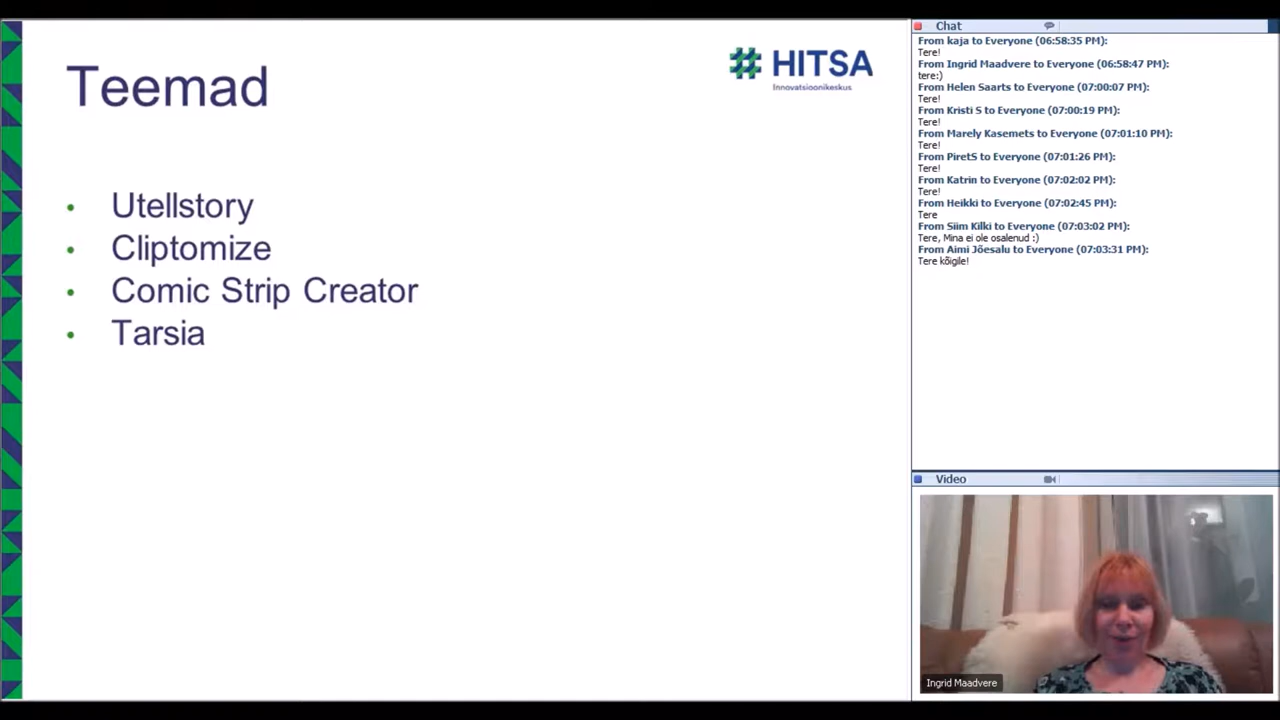 Teemad
HITSA
Innovatsioonikeskus
Utellstory
Cliptomize
Comic Strip Creator
Tarsia
Chat
From kaja to Everyone (06:58:35 PM):
Tere!
From Ingrid Maadvere to Everyone (06:58:47 PM):
tere:)
From Helen Saarts to Everyone (07:00:07 PM):
Tere!
From Kristi S to Everyone (07:00:19 PM):
Tere!
From Marely Kasemets to Everyone (07:01:10 PM):
Tere!
From PiretS to Everyone (07:01:26 PM):
Tere!
From Katrin to Everyone (07:02:02 PM):
Tere!
From Heikki to Everyone (07:02:45 PM):
Tere
From Siim Kilki to Everyone (07:03:02 PM):
Tere, Mina ei ole osalenud :)
From Aimi Jõesalu to Everyone (07:03:31 PM):
Tere kõigile!
Video
Ingrid Maadvere